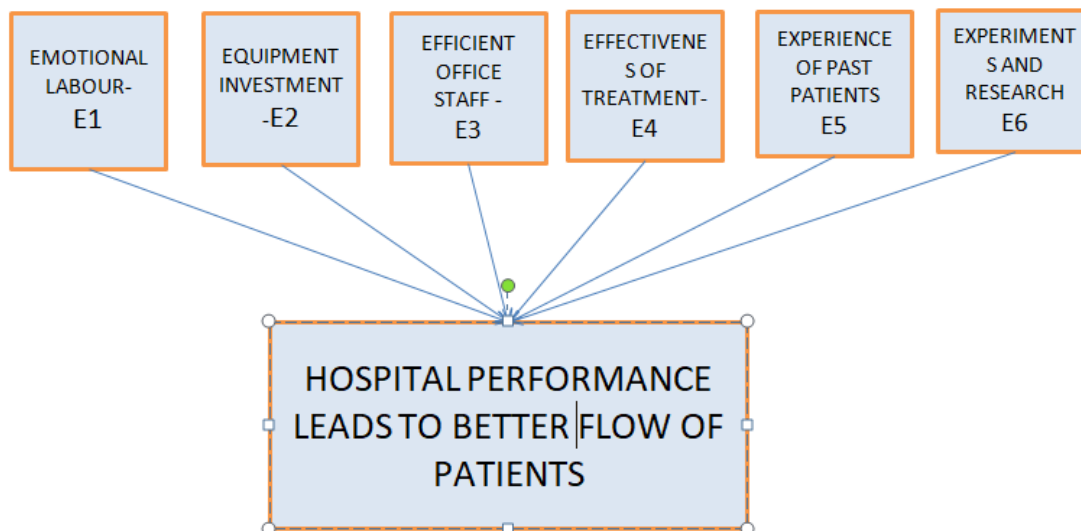 EMOTIONAL
LABOUR-
E1
EQUIPMENT
INVESTMENT
-E2
EFFICIENT
OFFICE
STAFF -
E3
EFFECTIVENE
S OF
TREATMENT-
E4
EXPERIENCE
OF PAST
PATIENTS
E5
EXPERIMENT
S AND
RESEARCH
E6
HOSPITAL PERFORMANCE
LEADS TO BETTER FLOW OF
PATIENTS